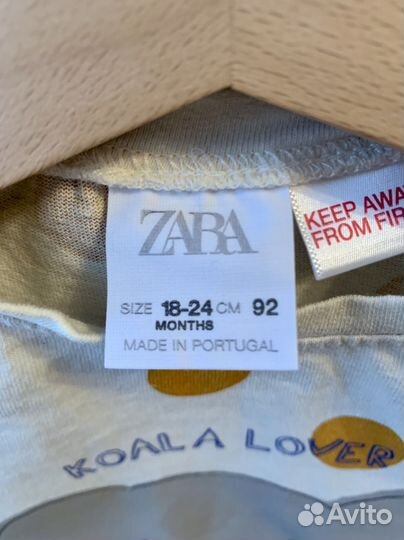 ZARA
SIZE 18-24 CM 92
MONTHS
MADE IN PORTUGAL
KEEP AWA
FROM FIR
KOALA LOVER
Avito